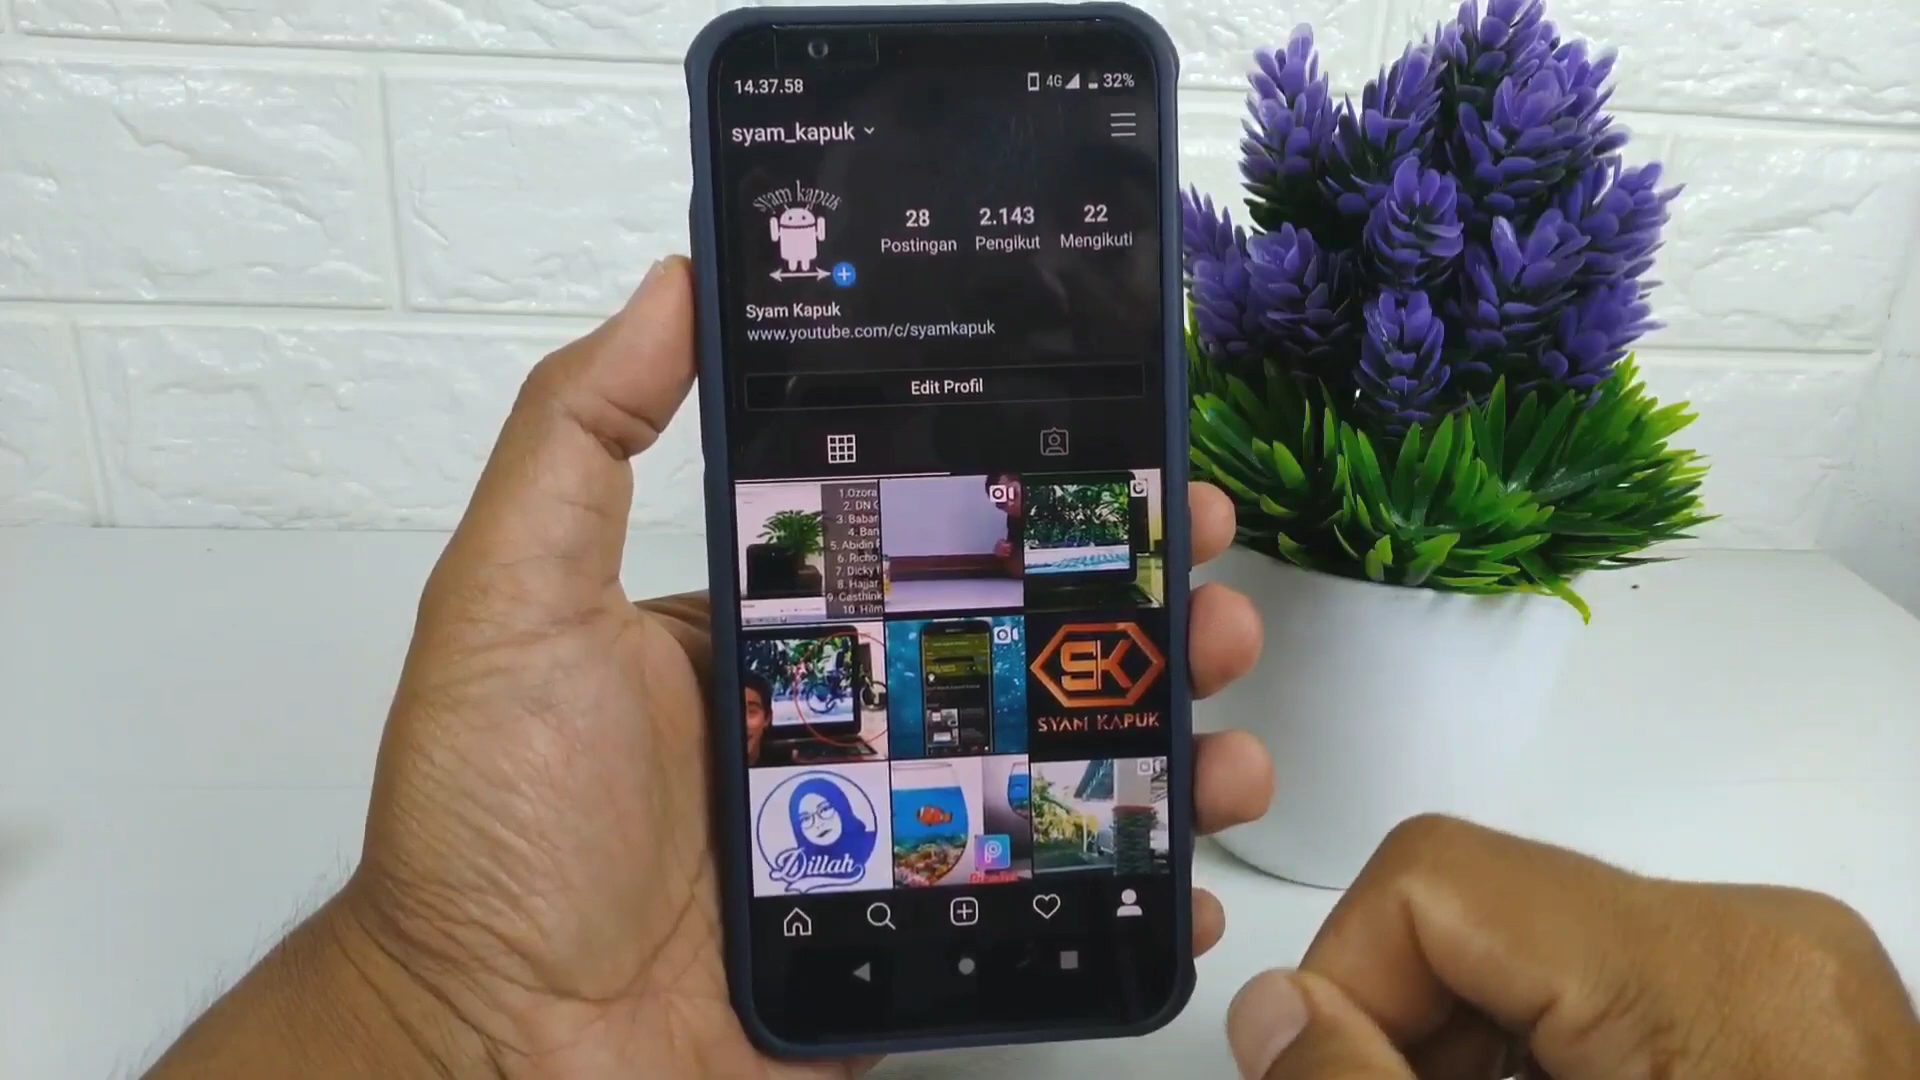 14.37.58
4G 32%
syam_kapuk
Syam kapuk
28 2.143 22
Postingan Pengikut Mengikuti
Syam Kapuk
www.youtube.com/c/syamkapuk
Edit Profil
1.Ozora
2. DN
3. Babar
4. Ban
5. Abidin
6. Richo
7. Dicky
8. Hajjar
9. Casthink
10 Hilm
SK
SYAM KAPUK
Dillah